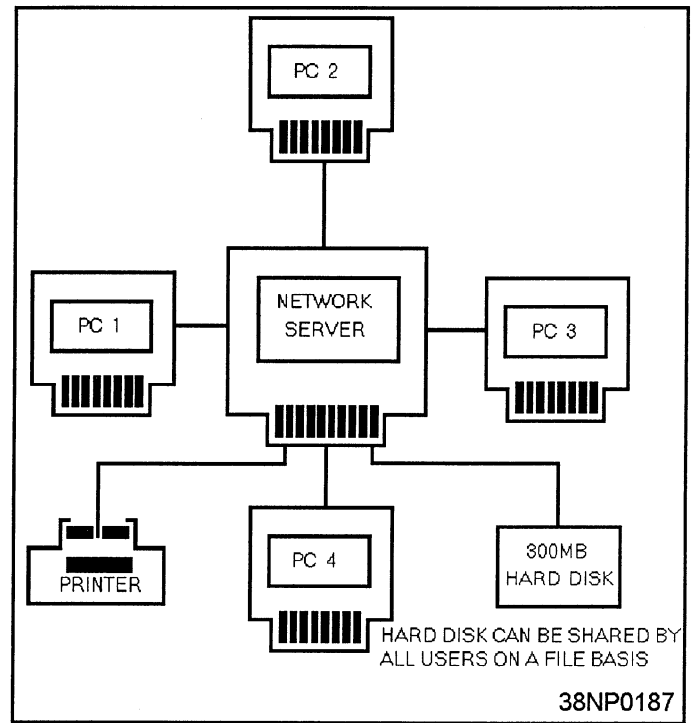 PC 2
NETWORK
SERVER
PC 1
PC 3
PRINTER
PC 4
300MB
HARD DISK
HARD DISK CAN BE SHARED BY
ALL USERS ON A FILE BASIS
38NP0187